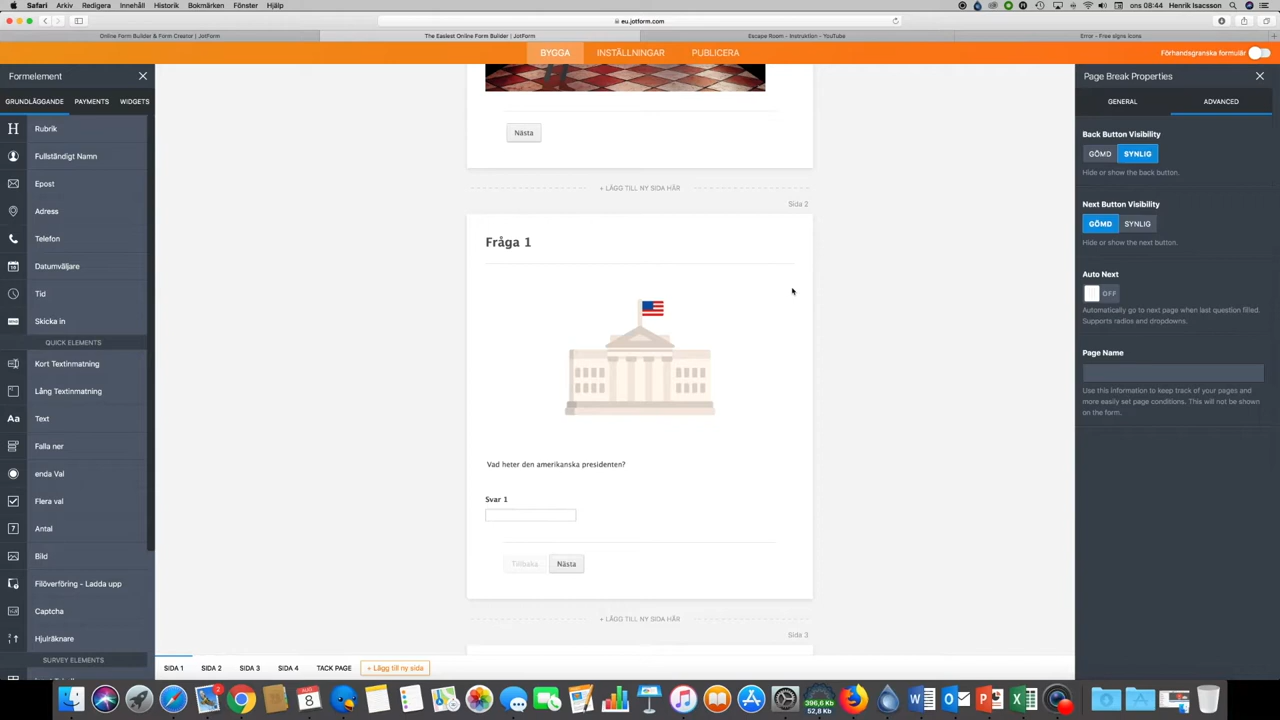 Safari Arkiv Redigera Innehåll Historik Bokmärken Fönster Hjälp
ons 08:44 Henrik Isacsson
eu.jotform.com
Online Form Builder & Form Creator | JotForm
The Easiest Online Form Builder | JotForm
Escape Room - Instruktion - YouTube
Error - Free signs icons
BYGGA INSTÄLLNINGAR PUBLICERA
Förhandsgranska formulär
Formelement
GRUNDLÄGGANDE PAYMENTS WIDGETS
Rubrik
Fullständigt Namn
Epost
Adress
Telefon
Datumväljare
Tid
Skicka in
QUICK ELEMENTS
Kort Textinmatning
Lång Textinmatning
Text
Falla ner
enda Val
Flera val
Antal
Bild
Filöverföring - Ladda upp
Captcha
Hjulräknare
SURVEY ELEMENTS
Nästa
+ LÄGG TILL NY SIDA HÄR
Sida 2
Fråga 1
Vad heter den amerikanska presidenten?
Svar 1
Tillbaka Nästa
+ LÄGG TILL NY SIDA HÄR
Sida 3
SIDA 1 SIDA 2 SIDA 3 SIDA 4 TACK PAGE + Lägg till ny sida
Page Break Properties
GENERAL ADVANCED
Back Button Visibility
GÖMD SYNLIG
Hide or show the back button.
Next Button Visibility
GÖMD SYNLIG
Hide or show the next button.
Auto Next
OFF
Automatically go to next page when last question filled.
Supports radios and dropdowns.
Page Name
Use this information to keep track of your pages and
more easily set page conditions. This will not be shown
on the form.